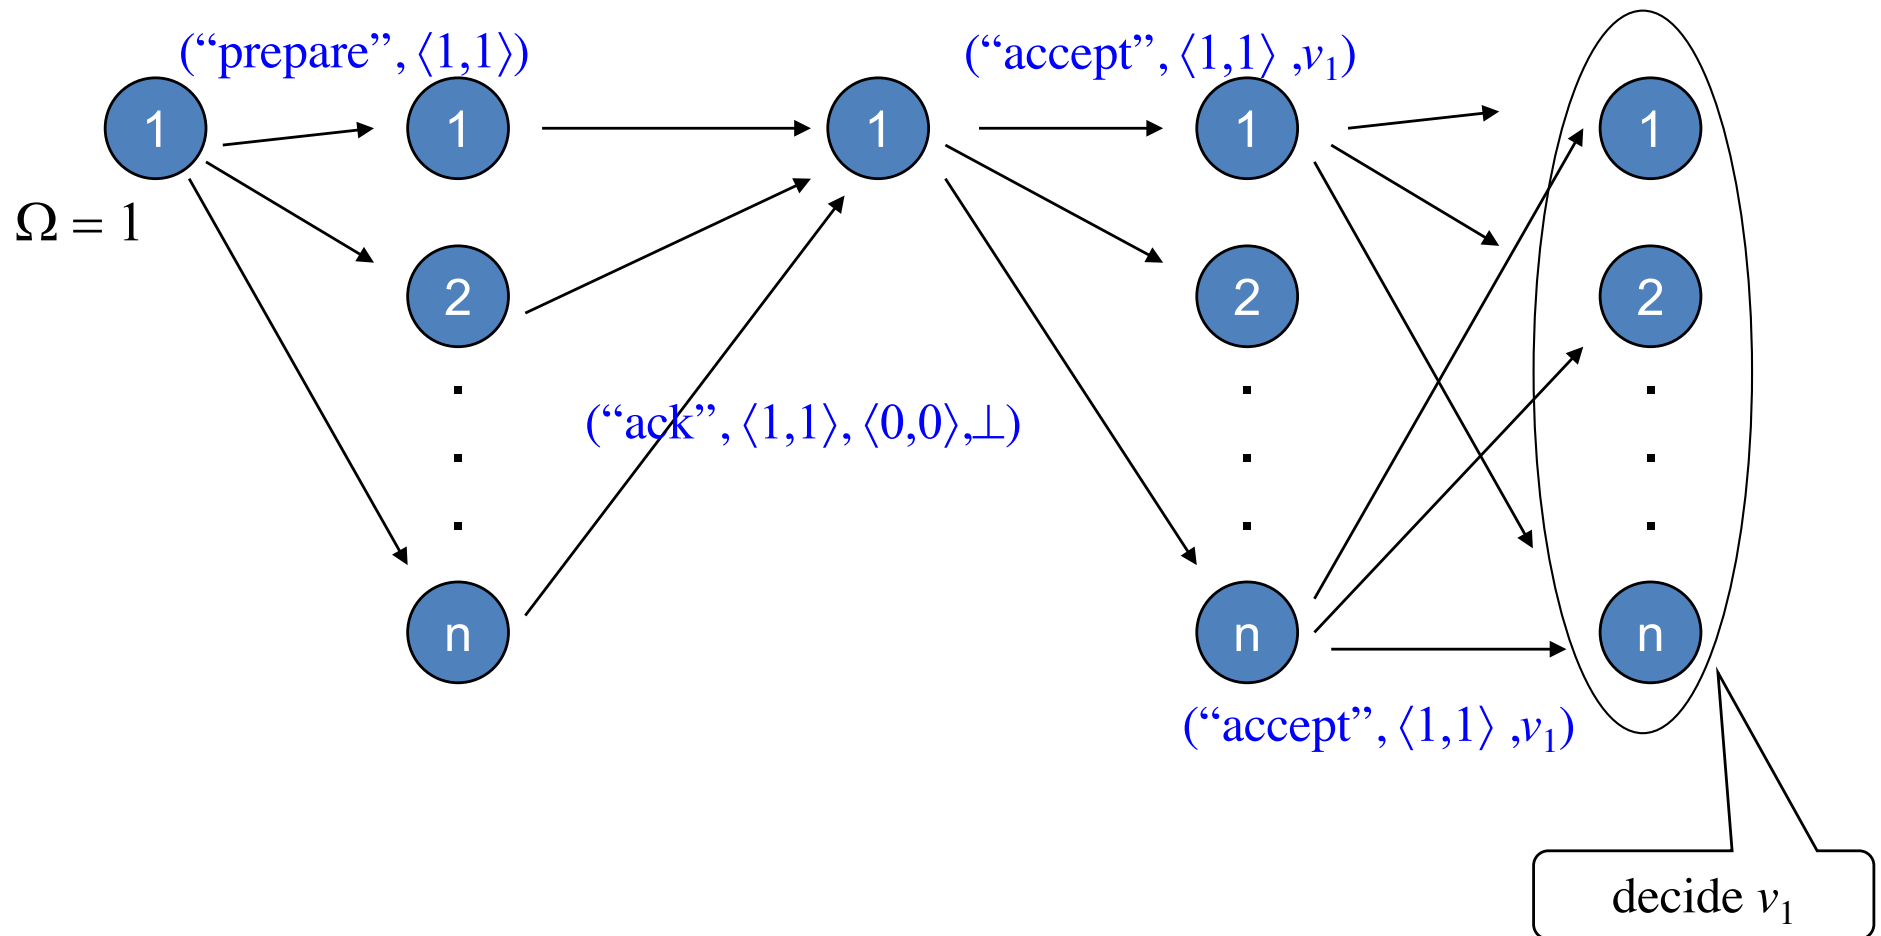 (“prepare”, ⟨1,1⟩)
(“accept”, ⟨1,1⟩ ,v₁)
1
1
1
1
1
Ω = 1
2
2
2
.
.
.
(“ack”, ⟨1,1⟩, ⟨0,0⟩,⊥)
.
.
.
.
.
.
n
n
n
(“accept”, ⟨1,1⟩ ,v₁)
decide v₁